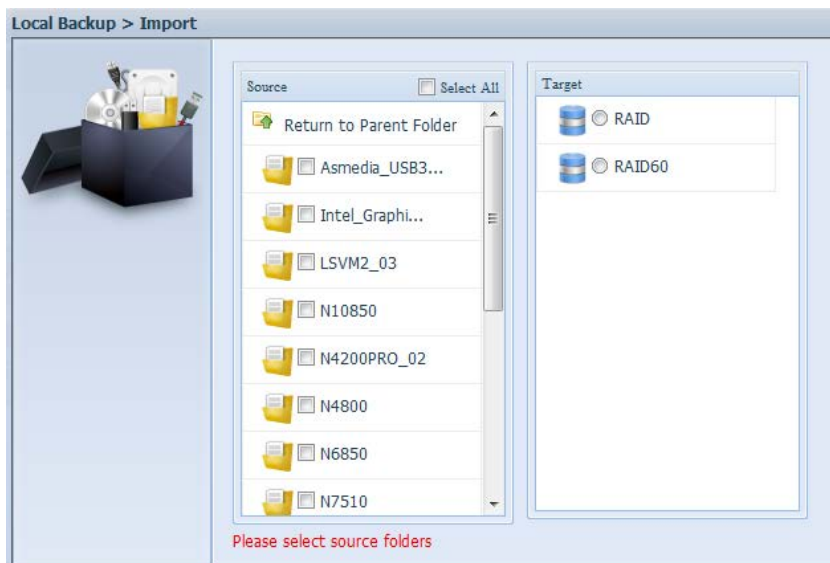 Local Backup > Import
Source
Select All
Return to Parent Folder
Asmedia_USB3...
Intel_Graphi...
LSVM2_03
N10850
N4200PRO_02
N4800
N6850
N7510
Target
RAID
RAID60
Please select source folders